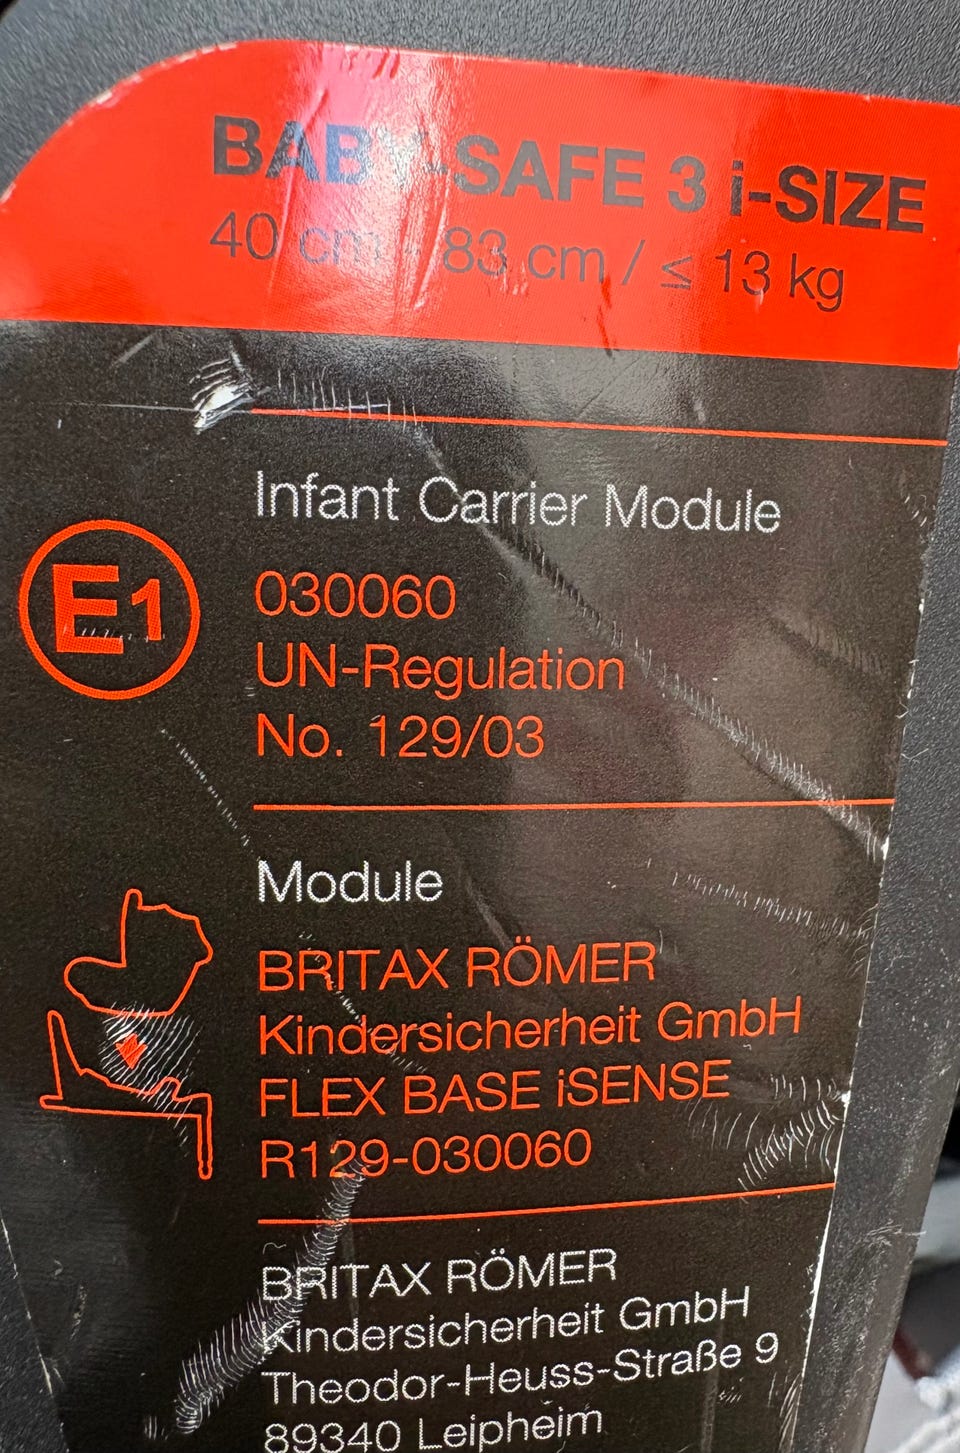 BABY-SAFE 3 i-SIZE
40 cm - 83 cm / ≤ 13 kg
Infant Carrier Module
E1
030060
UN-Regulation
No. 129/03
Module
BRITAX RÖMER
Kindersicherheit GmbH
FLEX BASE iSENSE
R129-030060
BRITAX RÖMER
Kindersicherheit GmbH
Theodor-Heuss-Straße 9
89340 Leipheim